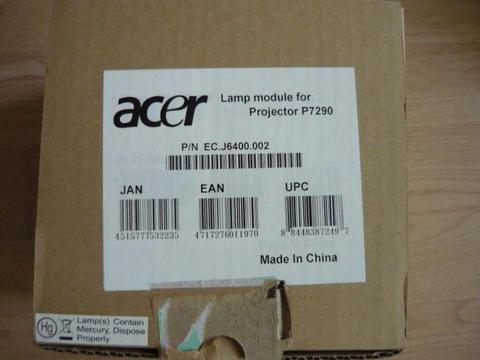 acer
Lamp module for
Projector P7290
P/N EC.J6400.002
JAN EAN UPC
4515777532235 4717276011970 8 8448387249 7
Made In China
Hg
Lamp(s) Contain
Mercury, Dispose
Properly